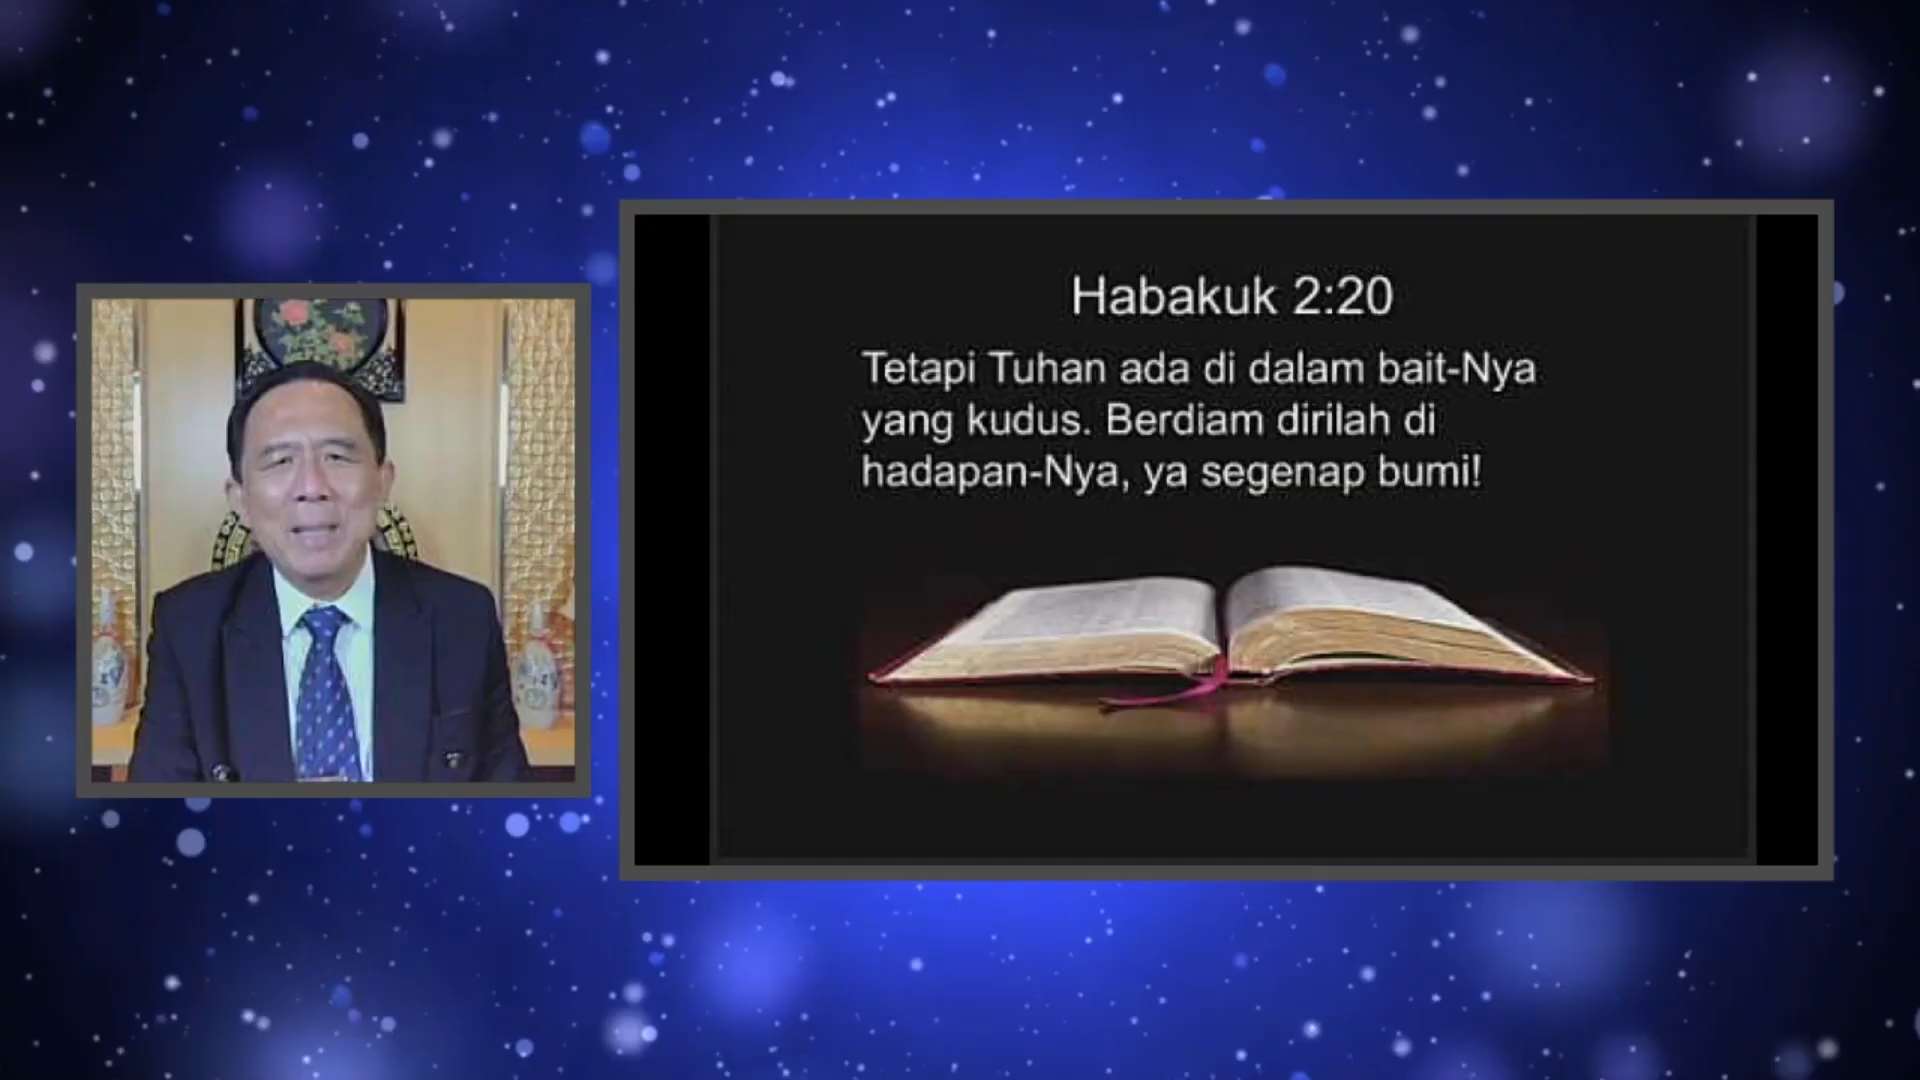 Habakuk 2:20
Tetapi Tuhan ada di dalam bait-Nya
yang kudus. Berdiam dirilah di
hadapan-Nya, ya segenap bumi!